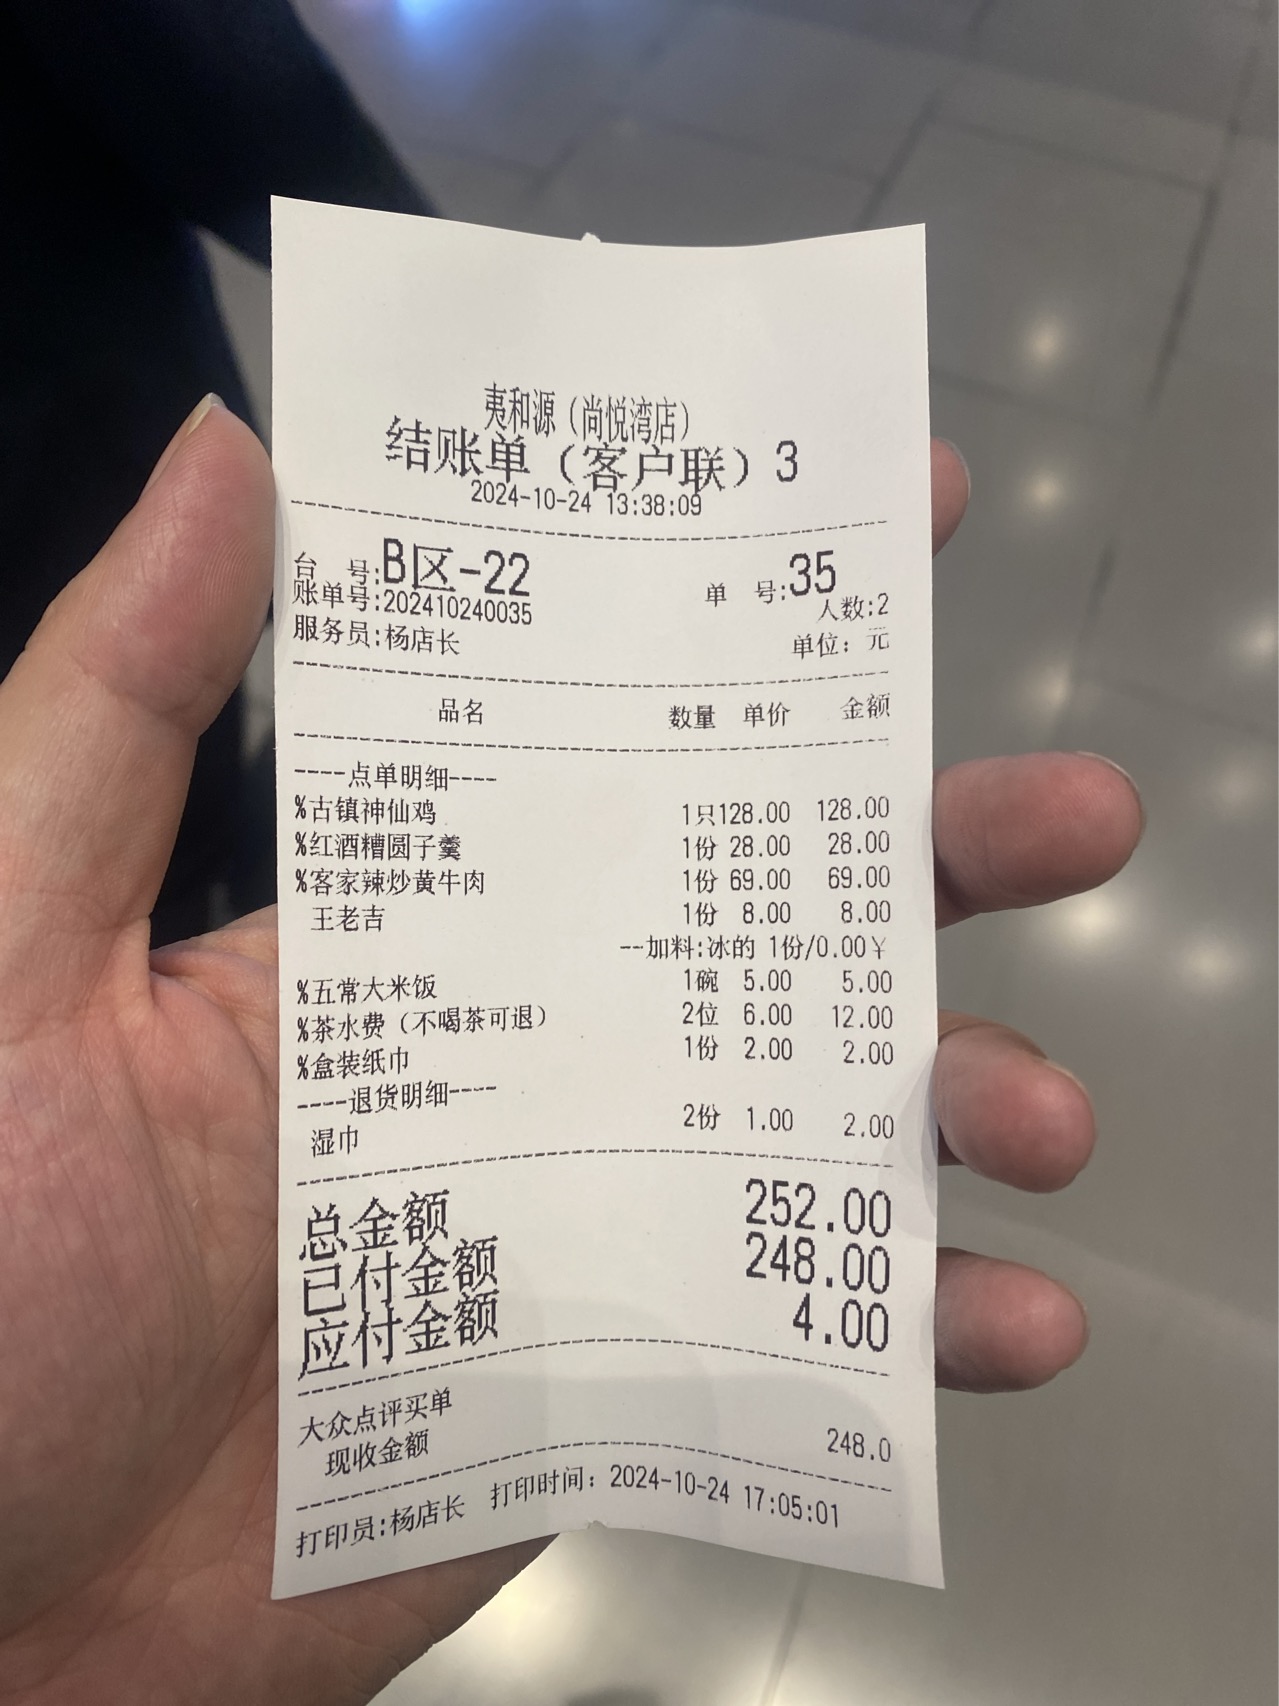 夷和源（尚悦湾店）
结账单（客户联）3
2024-10-24 13:38:09
台 号:B区-22 单 号:35
账单号:202410240035 人数:2
服务员:杨店长 单位：元
品名 数量 单价 金额
----点单明细----
%古镇神仙鸡 1只128.00 128.00
%红酒糟圆子羹 1份 28.00 28.00
%客家辣炒黄牛肉 1份 69.00 69.00
王老吉 1份 8.00 8.00
--加料:冰的 1份/0.00¥
%五常大米饭 1碗 5.00 5.00
%茶水费（不喝茶可退） 2位 6.00 12.00
%盒装纸巾 1份 2.00 2.00
----退货明细----
湿巾 2份 1.00 2.00
总金额 252.00
已付金额 248.00
应付金额 4.00
大众点评买单
现收金额 248.0
打印员:杨店长 打印时间：2024-10-24 17:05:01